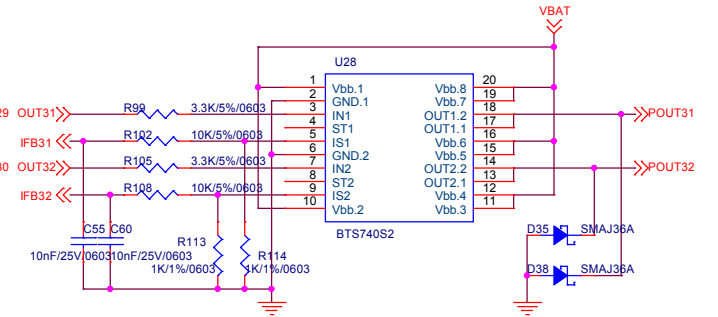 VBAT
U28
1 Vbb.1 Vbb.8 20
2 GND.1 Vbb.7 19
29 OUT31 R99 3.3K/5%/0603 3 IN1 OUT1.2 18 POUT31
4 ST1 OUT1.1 17
IFB31 R102 10K/5%/0603 5 IS1 Vbb.6 16
6 GND.2 Vbb.5 15
30 OUT32 R105 3.3K/5%/0603 7 IN2 OUT2.2 14 POUT32
8 ST2 OUT2.1 13
IFB32 R108 10K/5%/0603 9 IS2 Vbb.4 12
10 Vbb.2 Vbb.3 11
BTS740S2
C55 C60
10nF/25V/0603 10nF/25V/0603
R113 R114
1K/1%/0603 1K/1%/0603
D35 SMAJ36A
D38 SMAJ36A